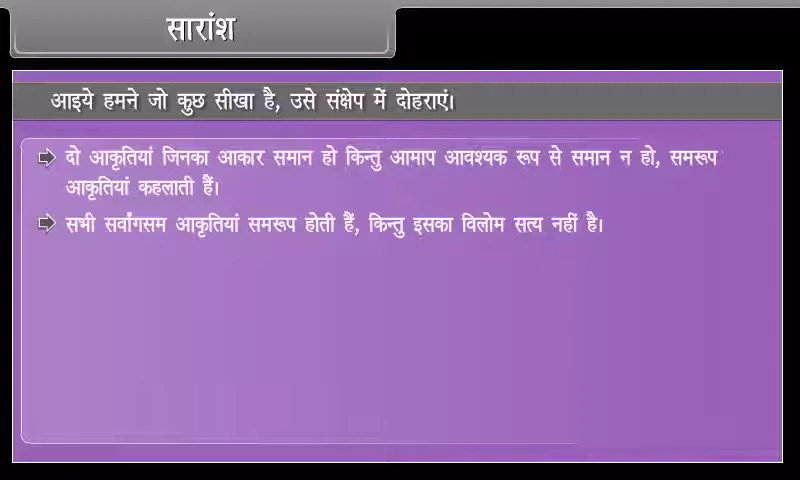 सारांश
आइये हमने जो कुछ सीखा है, उसे संक्षेप में दोहराएं।
दो आकृतियां जिनका आकार समान हो किन्तु आमाप आवश्यक रूप से समान न हो, समरूप
आकृतियां कहलाती हैं।
सभी सर्वांगसम आकृतियां समरूप होती हैं, किन्तु इसका विलोम सत्य नहीं है।